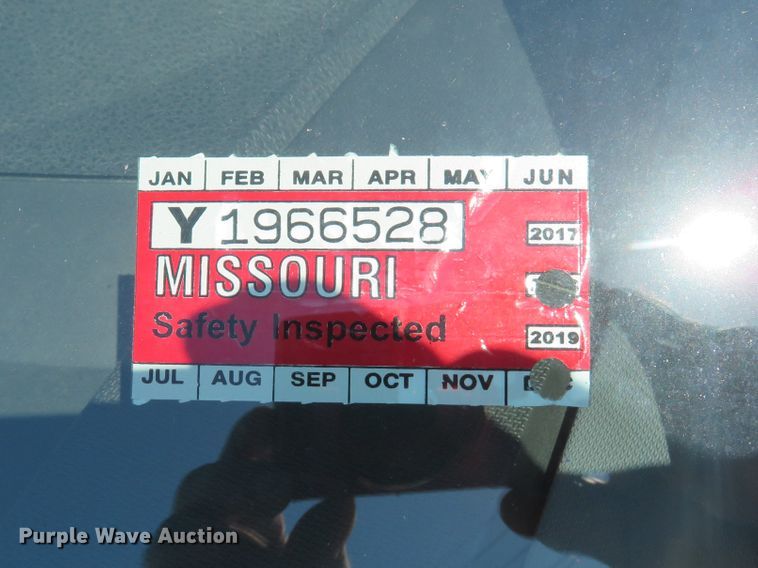 JAN FEB MAR APR MAY JUN
Y 1966528
2017
MISSOURI
Safety Inspected
2019
JUL AUG SEP OCT NOV
Purple Wave Auction